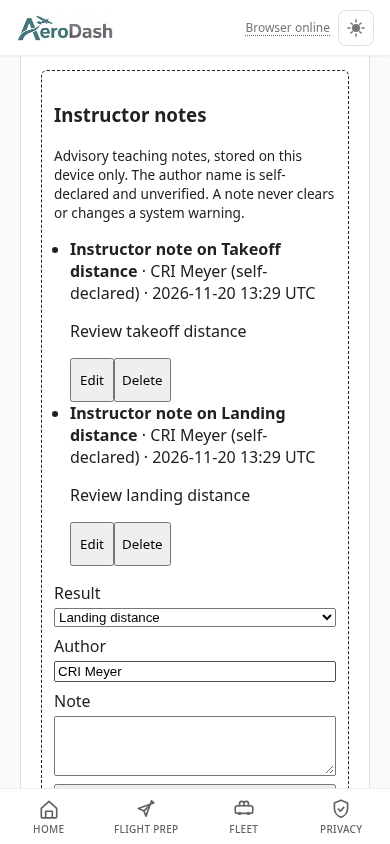 AeroDash
Browser online
Instructor notes
Advisory teaching notes, stored on this
device only. The author name is self-
declared and unverified. A note never clears
or changes a system warning.
Instructor note on Takeoff
distance · CRI Meyer (self-
declared) · 2026-11-20 13:29 UTC
Review takeoff distance
Edit Delete
Instructor note on Landing
distance · CRI Meyer (self-
declared) · 2026-11-20 13:29 UTC
Review landing distance
Edit Delete
Result
Landing distance
Author
CRI Meyer
Note
HOME FLIGHT PREP FLEET PRIVACY